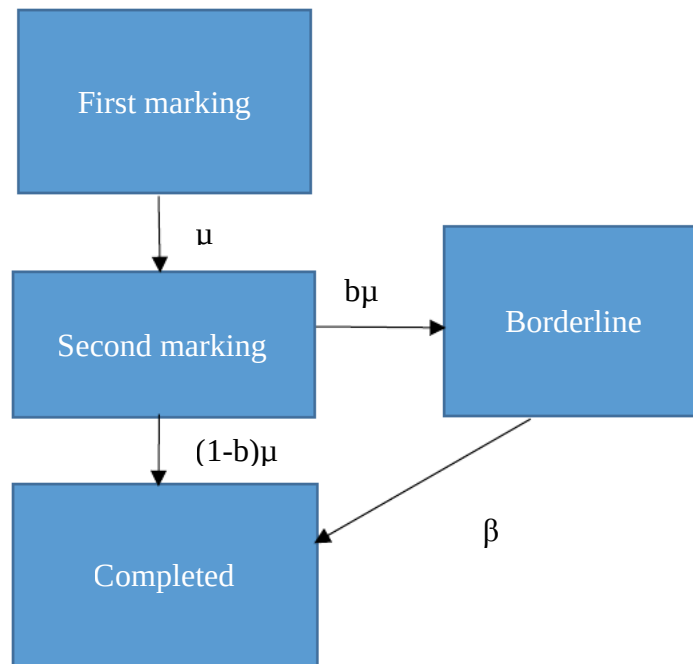 First marking
µ
bµ
Borderline
Second marking
(1-b)µ
β
Completed